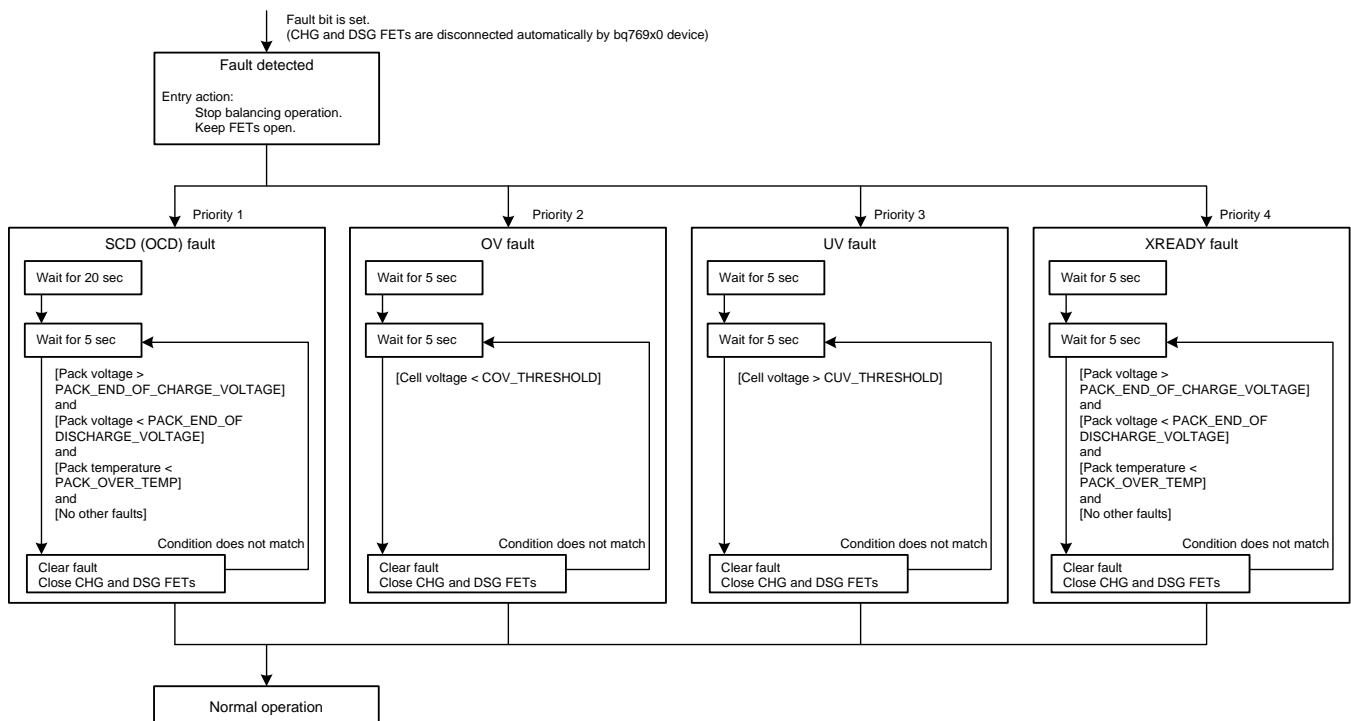 Fault bit is set.
(CHG and DSG FETs are disconnected automatically by bq769x0 device)
Fault detected
Entry action:
Stop balancing operation.
Keep FETs open.
Priority 1
SCD (OCD) fault
Wait for 20 sec
Wait for 5 sec
[Pack voltage >
PACK_END_OF_CHARGE_VOLTAGE]
and
[Pack voltage < PACK_END_OF
DISCHARGE_VOLTAGE]
and
[Pack temperature <
PACK_OVER_TEMP]
and
[No other faults]
Condition does not match
Clear fault
Close CHG and DSG FETs
Priority 2
OV fault
Wait for 5 sec
Wait for 5 sec
[Cell voltage < COV_THRESHOLD]
Condition does not match
Clear fault
Close CHG and DSG FETs
Priority 3
UV fault
Wait for 5 sec
Wait for 5 sec
[Cell voltage > CUV_THRESHOLD]
Condition does not match
Clear fault
Close CHG and DSG FETs
Priority 4
XREADY fault
Wait for 5 sec
Wait for 5 sec
[Pack voltage >
PACK_END_OF_CHARGE_VOLTAGE]
and
[Pack voltage < PACK_END_OF
DISCHARGE_VOLTAGE]
and
[Pack temperature <
PACK_OVER_TEMP]
and
[No other faults]
Condition does not match
Clear fault
Close CHG and DSG FETs
Normal operation